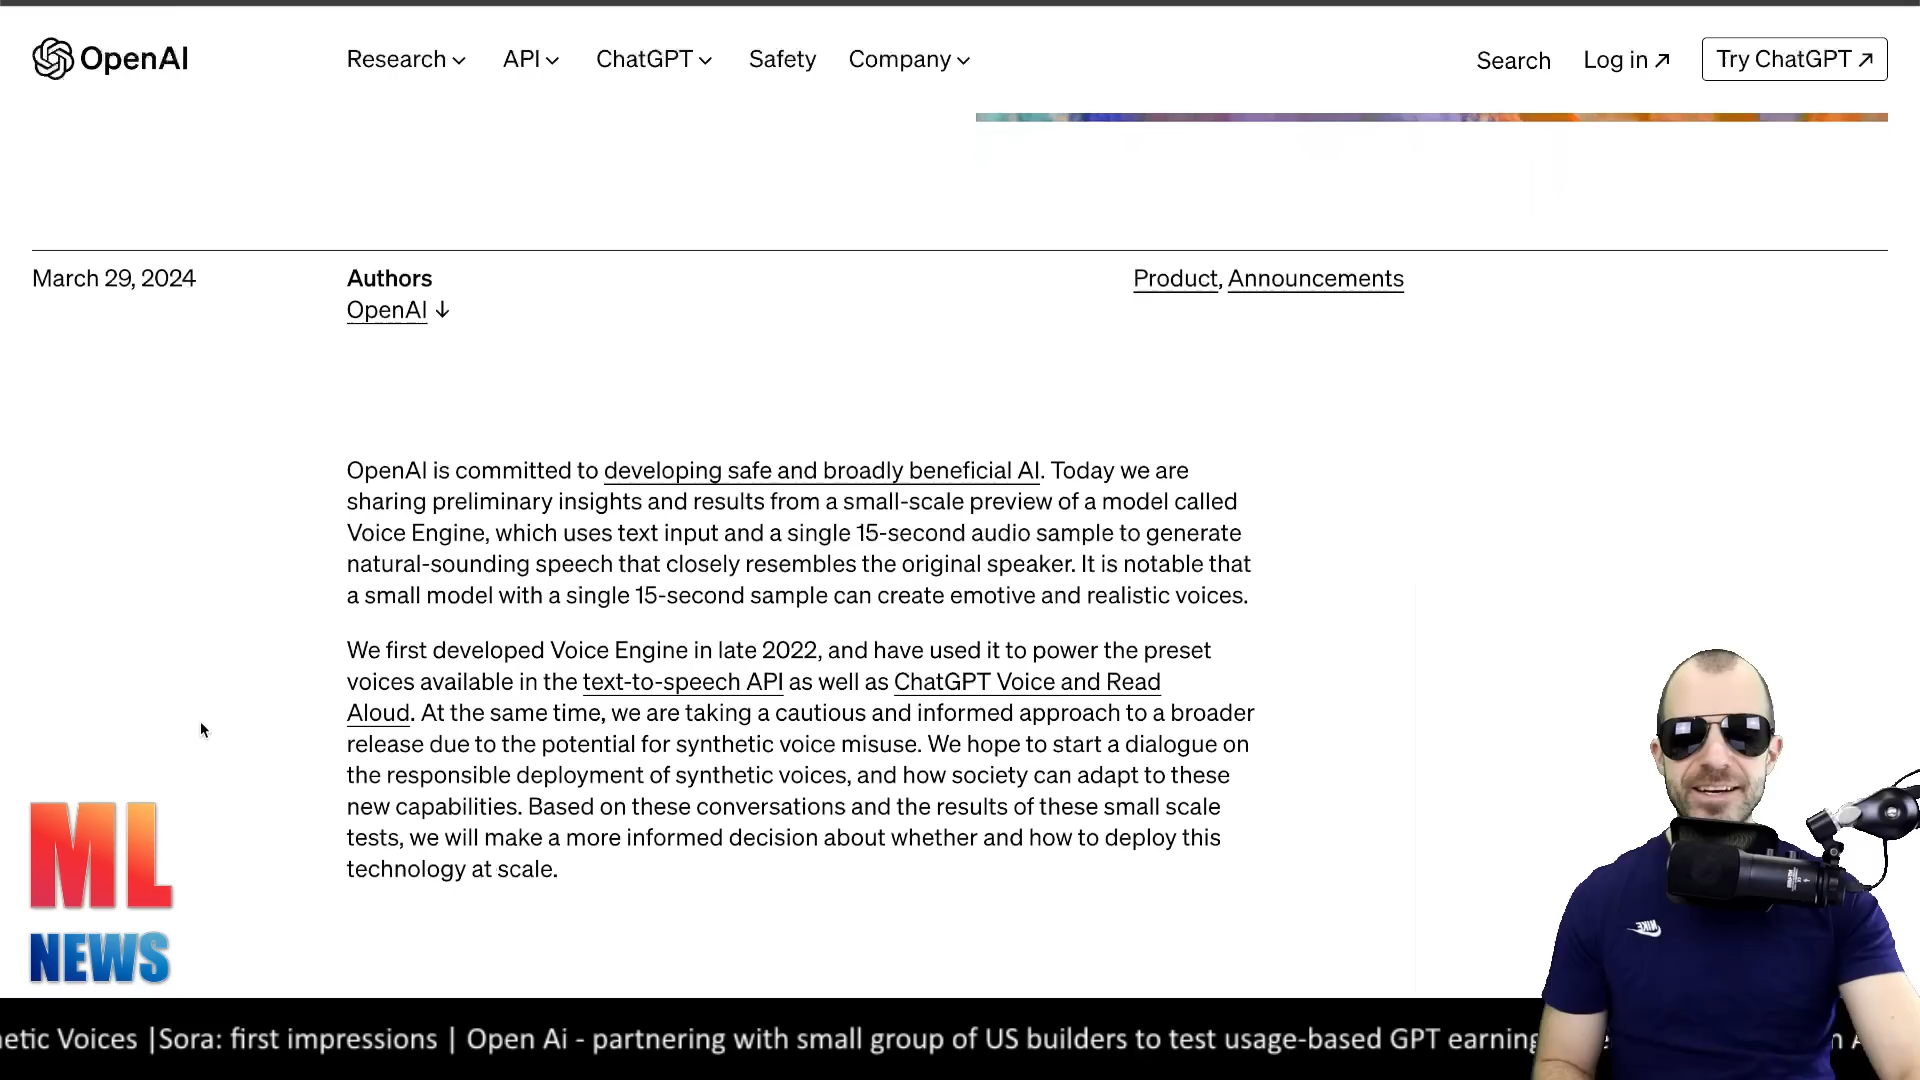 OpenAI
Research
API
ChatGPT
Safety
Company
Search
Log in ↗
Try ChatGPT ↗
March 29, 2024
Authors
OpenAI ↓
Product, Announcements
OpenAI is committed to developing safe and broadly beneficial AI. Today we are
sharing preliminary insights and results from a small-scale preview of a model called
Voice Engine, which uses text input and a single 15-second audio sample to generate
natural-sounding speech that closely resembles the original speaker. It is notable that
a small model with a single 15-second sample can create emotive and realistic voices.
We first developed Voice Engine in late 2022, and have used it to power the preset
voices available in the text-to-speech API as well as ChatGPT Voice and Read
Aloud. At the same time, we are taking a cautious and informed approach to a broader
release due to the potential for synthetic voice misuse. We hope to start a dialogue on
the responsible deployment of synthetic voices, and how society can adapt to these
new capabilities. Based on these conversations and the results of these small scale
tests, we will make a more informed decision about whether and how to deploy this
technology at scale.
ML
NEWS
NIKE
etic Voices |Sora: first impressions | Open Ai - partnering with small group of US builders to test usage-based GPT earning